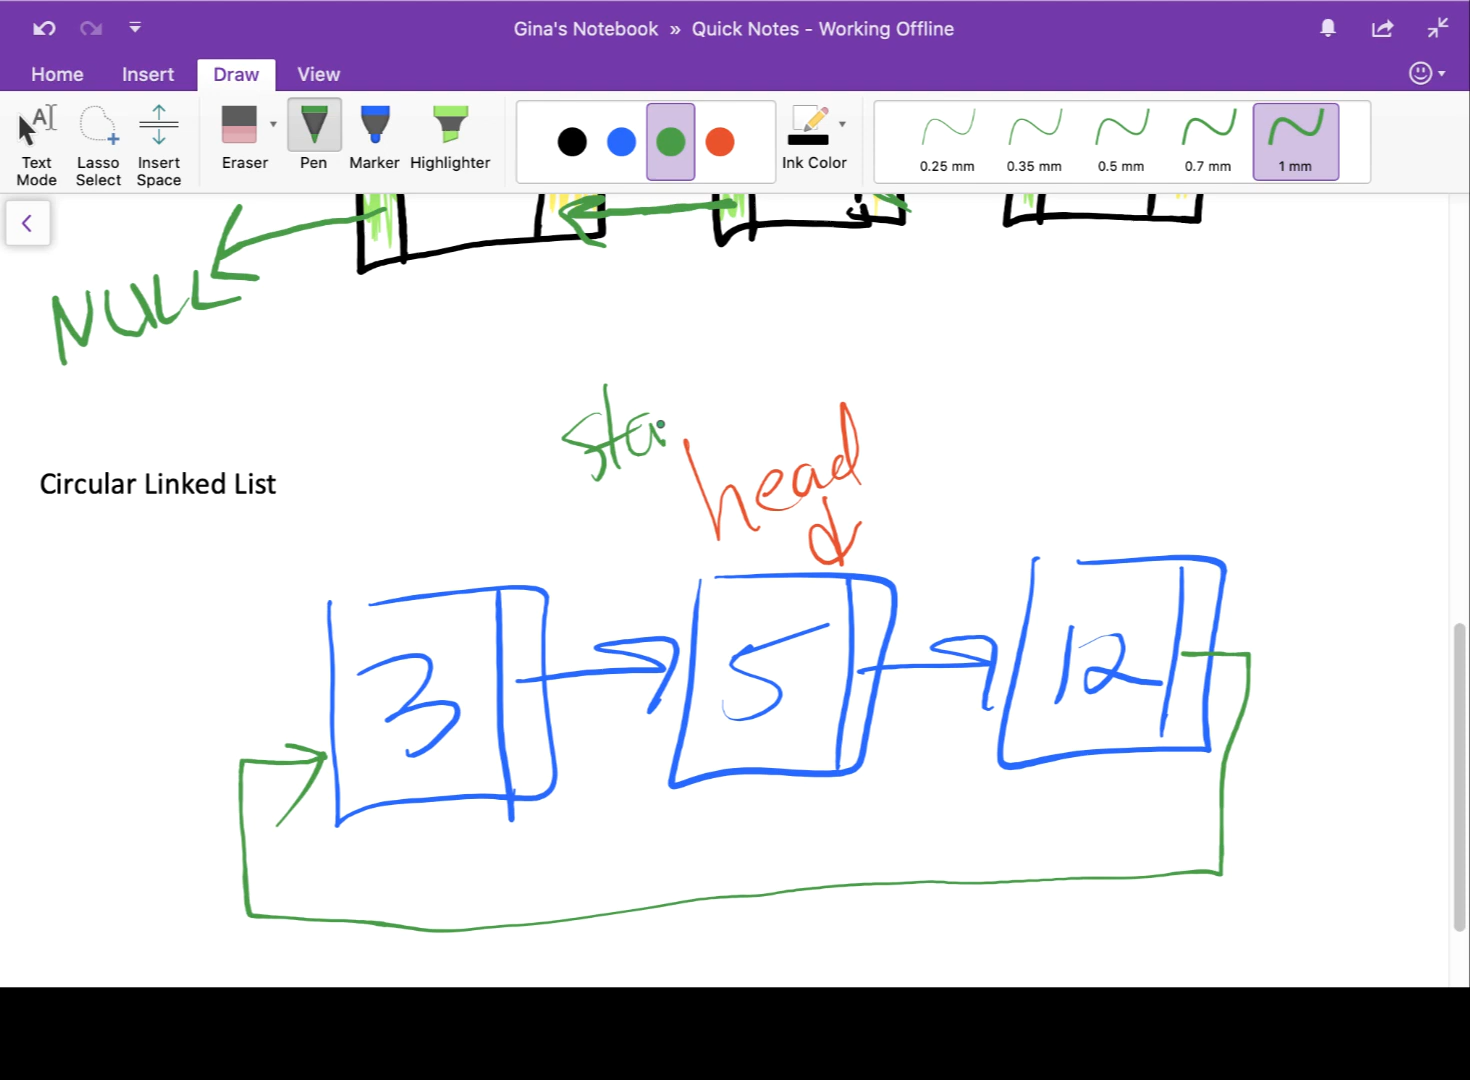 Gina's Notebook » Quick Notes - Working Offline
Home Insert Draw View
Text Mode
Lasso Select
Insert Space
Eraser
Pen
Marker
Highlighter
Ink Color
0.25 mm
0.35 mm
0.5 mm
0.7 mm
1 mm
NULL
sta
head
Circular Linked List
3 5 12